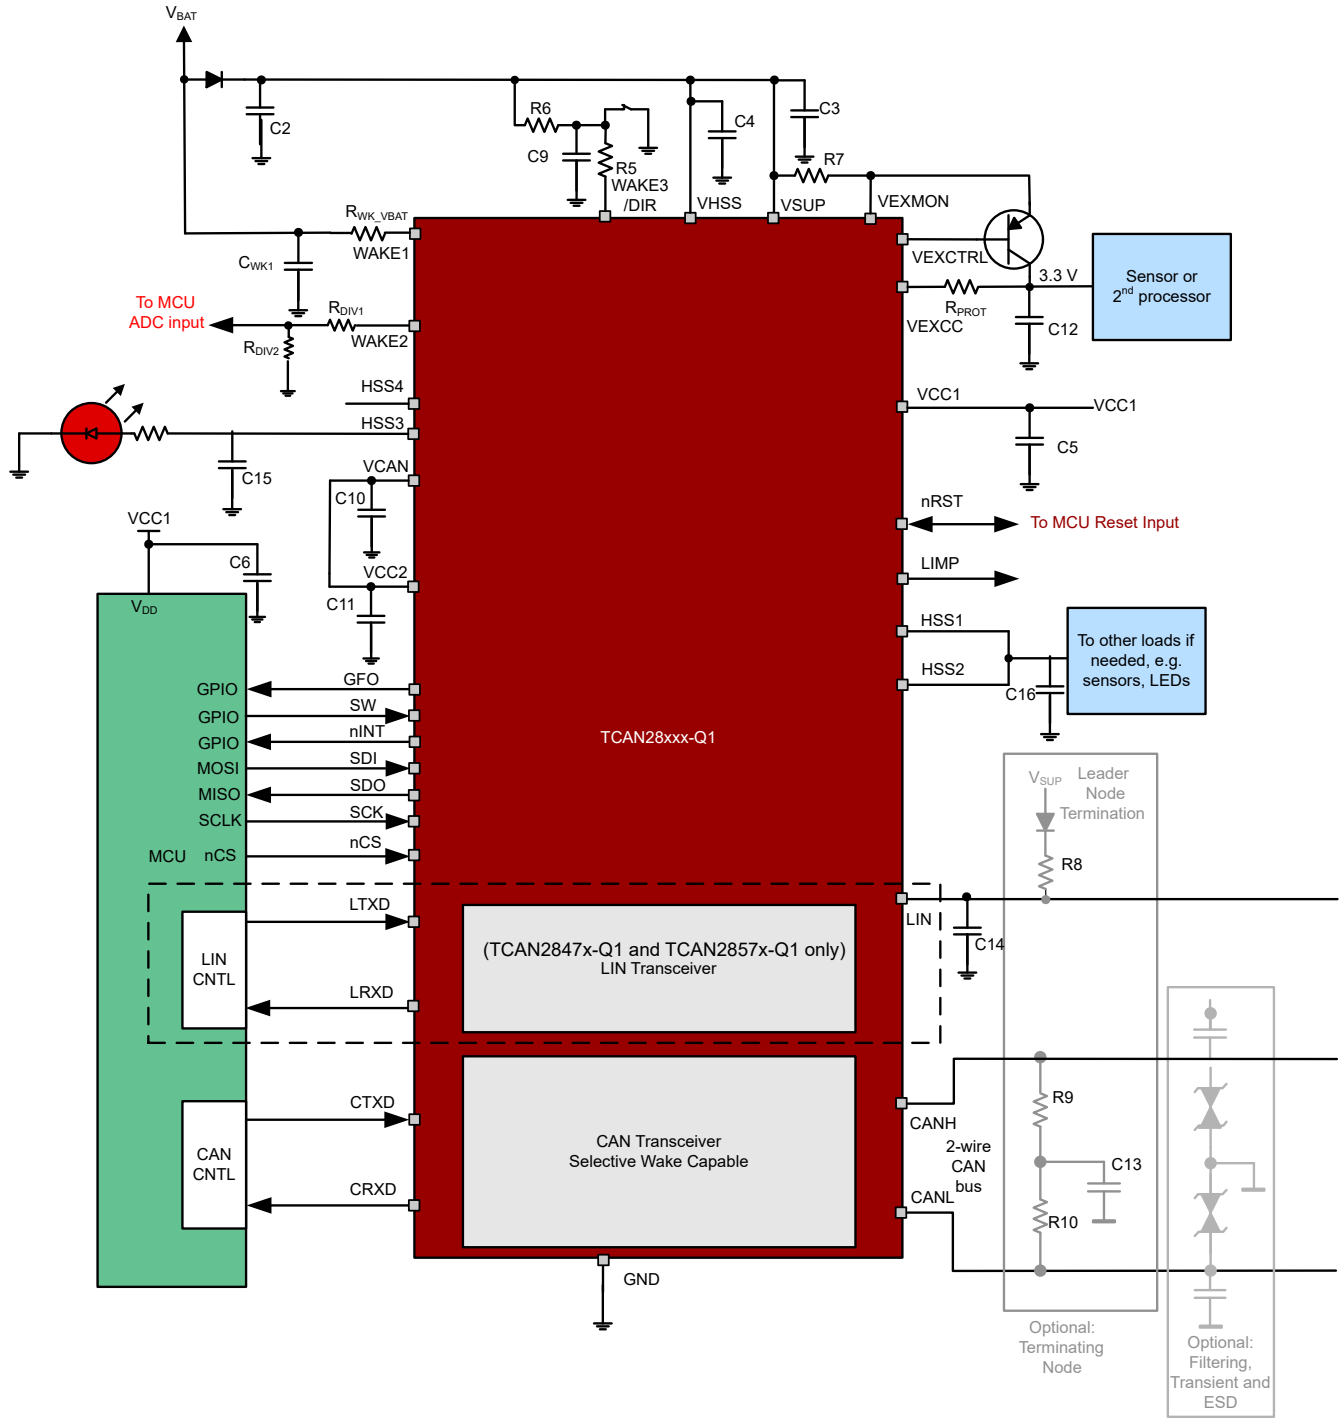 VBAT
C2
R6
C9
R5
WAKE3
/DIR
C4
C3
R7
VHSS
VSUP
VEXMON
RWK_VBAT
WAKE1
CWK1
To MCU
ADC input
RDIV1
RDIV2
WAKE2
VEXCTRL
3.3 V
RPROT
VEXCC
C12
Sensor or
2nd processor
HSS4
HSS3
C15
VCC1
VCC1
C5
VCAN
C10
VCC2
C11
nRST
To MCU Reset Input
LIMP
HSS1
HSS2
C16
To other loads if
needed, e.g.
sensors, LEDs
VCC1
C6
VDD
GPIO
GFO
GPIO
SW
GPIO
nINT
MOSI
SDI
MISO
SDO
SCLK
SCK
MCU
nCS
nCS
TCAN28xxx-Q1
VSUP
Leader
Node
Termination
R8
LTXD
LIN
CNTL
LRXD
(TCAN2847x-Q1 and TCAN2857x-Q1 only)
LIN Transceiver
LIN
C14
CTXD
CAN
CNTL
CRXD
CAN Transceiver
Selective Wake Capable
CANH
2-wire
CAN
bus
CANL
R9
C13
R10
GND
Optional:
Terminating
Node
Optional:
Filtering,
Transient and
ESD